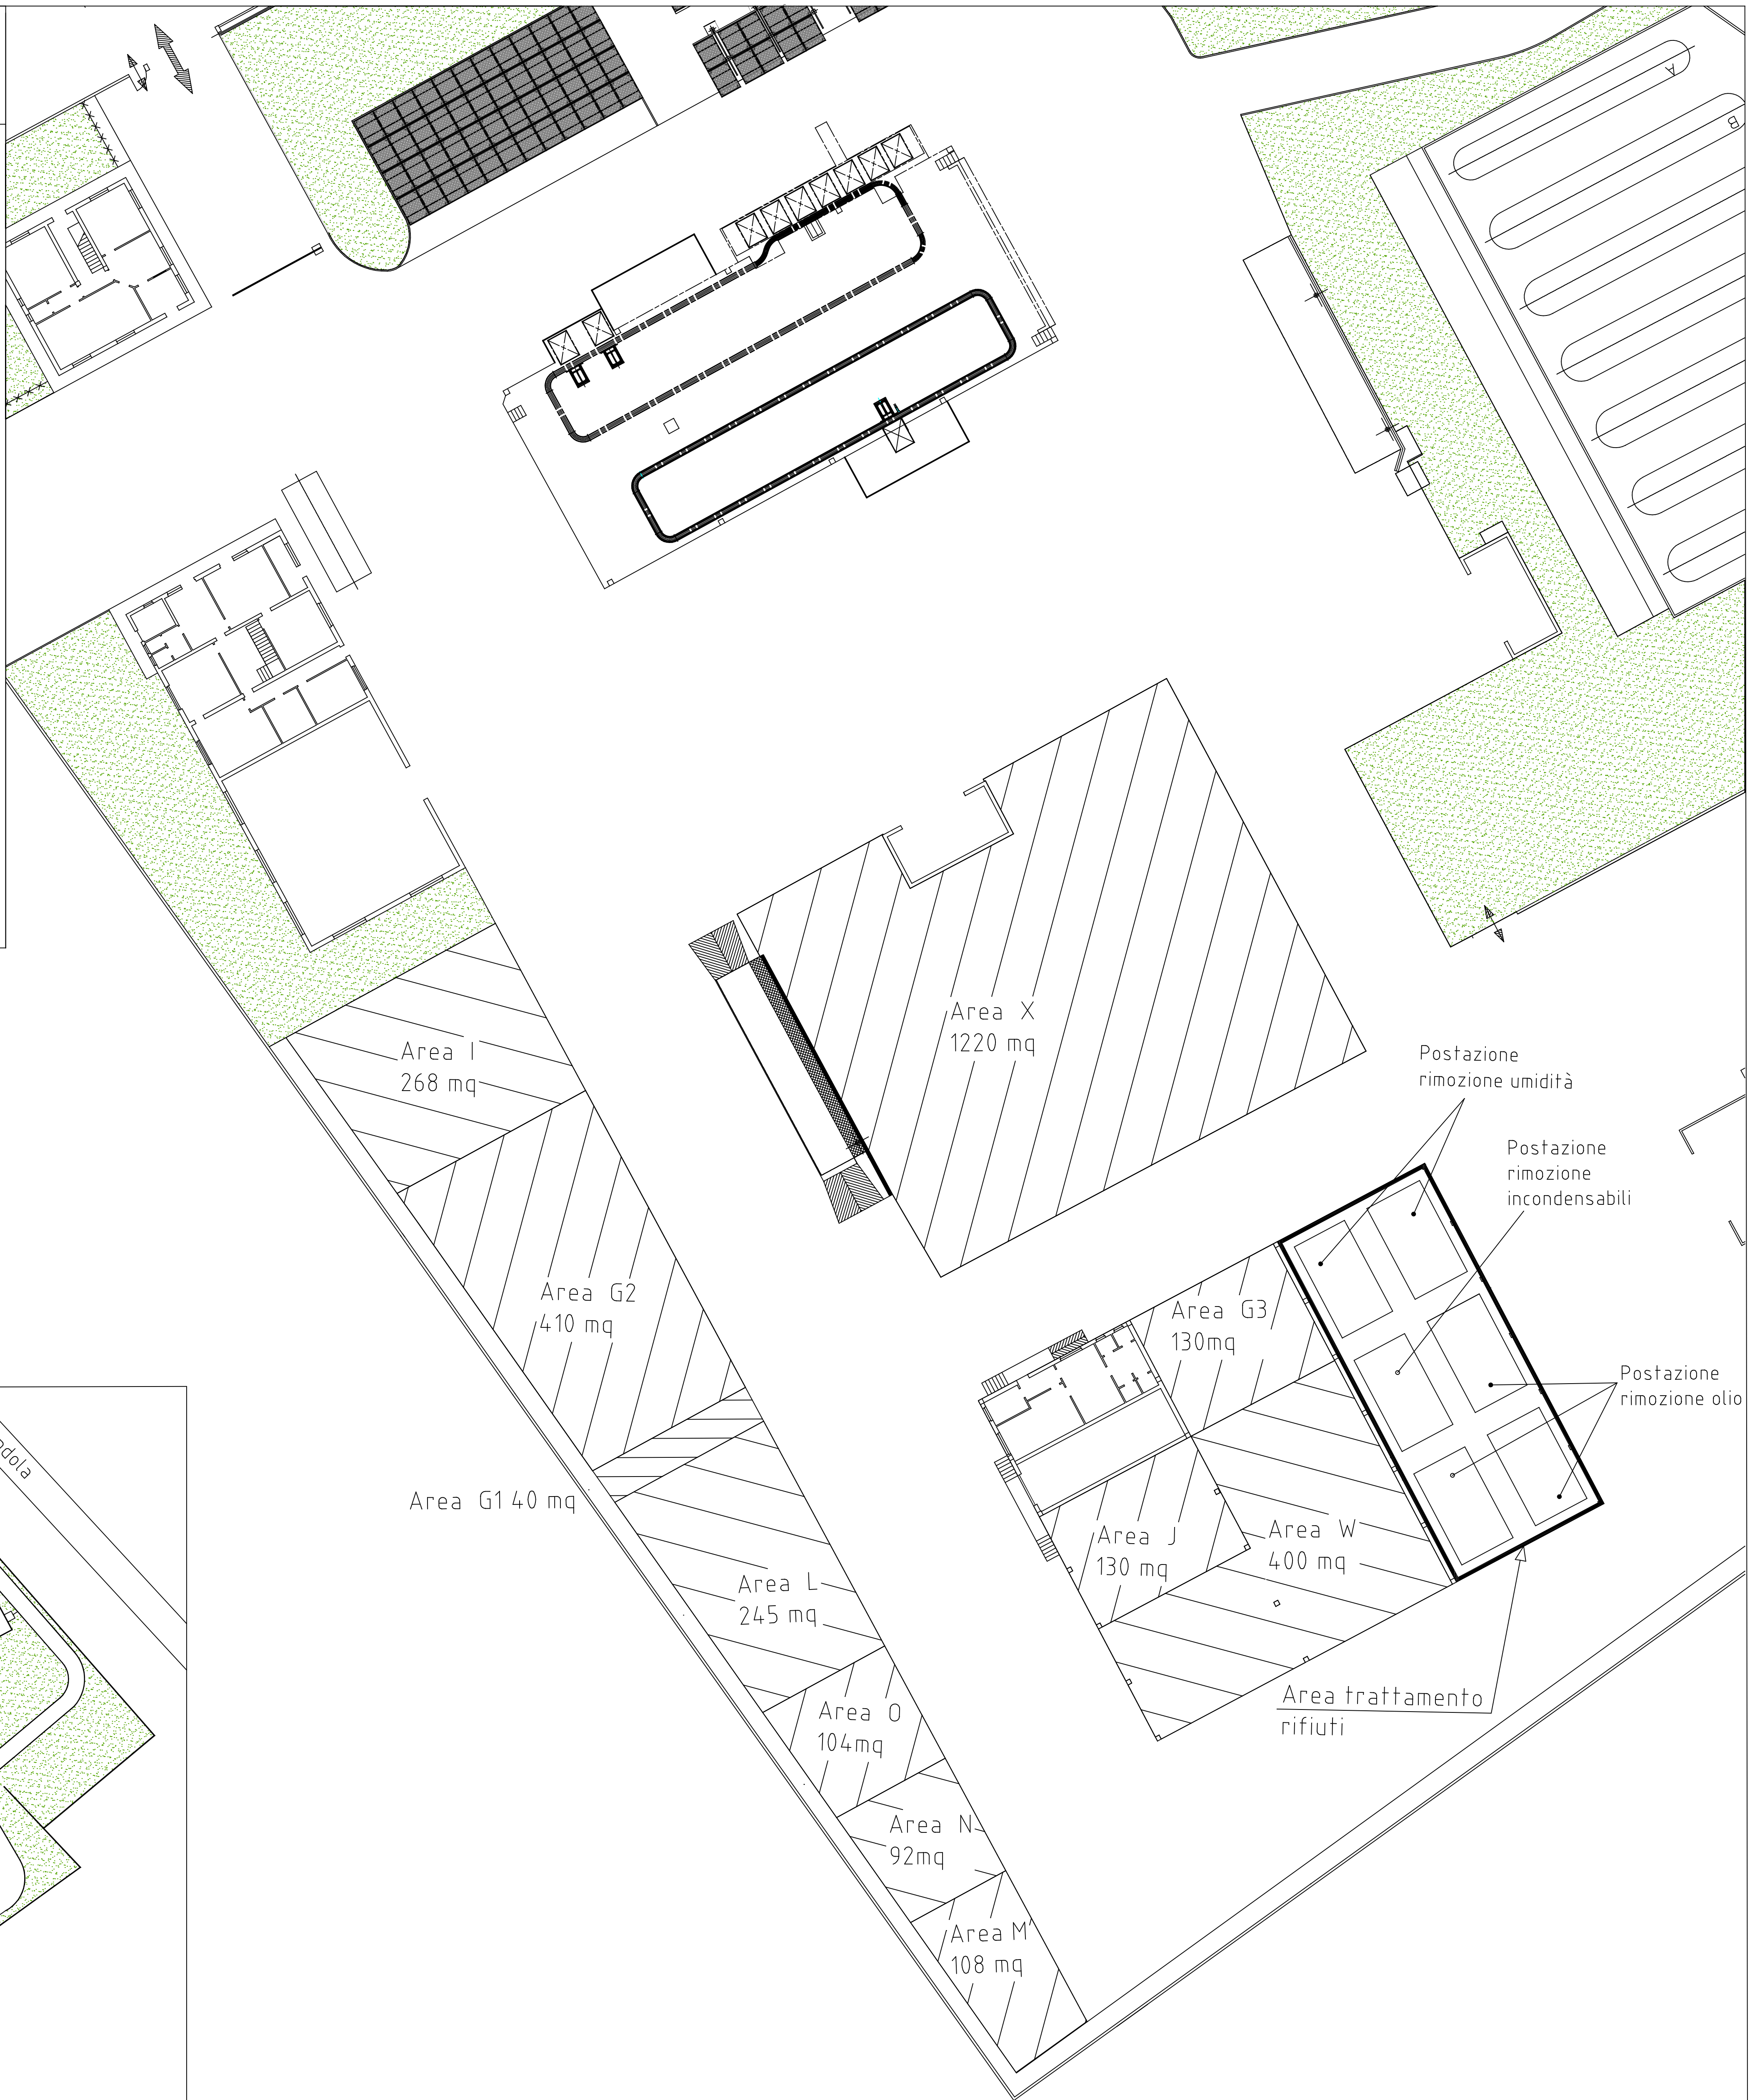 A
B
Area I
268 mq
Area X
1220 mq
Postazione
rimozione umidità
Postazione
rimozione
incondensabili
Area G2
410 mq
Area G3
130mq
Postazione
rimozione olio
Area G1 40 mq
Area J
130 mq
Area W
400 mq
Area L
245 mq
Area trattamento
rifiuti
Area O
104mq
Area N
92mq
Area M'
108 mq